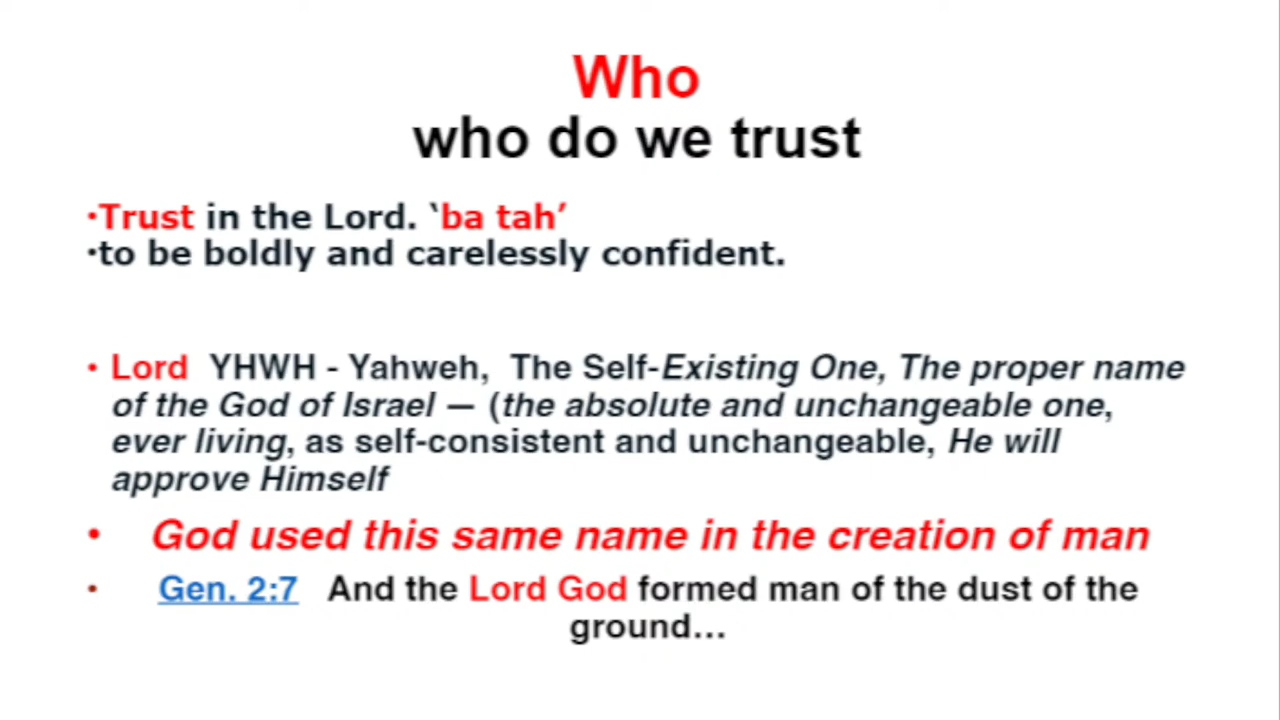 Who
who do we trust
•Trust in the Lord. ‘ba tah’
•to be boldly and carelessly confident.
• Lord YHWH - Yahweh, The Self-Existing One, The proper name
of the God of Israel — (the absolute and unchangeable one,
ever living, as self-consistent and unchangeable, He will
approve Himself
• God used this same name in the creation of man
• Gen. 2:7 And the Lord God formed man of the dust of the
ground…